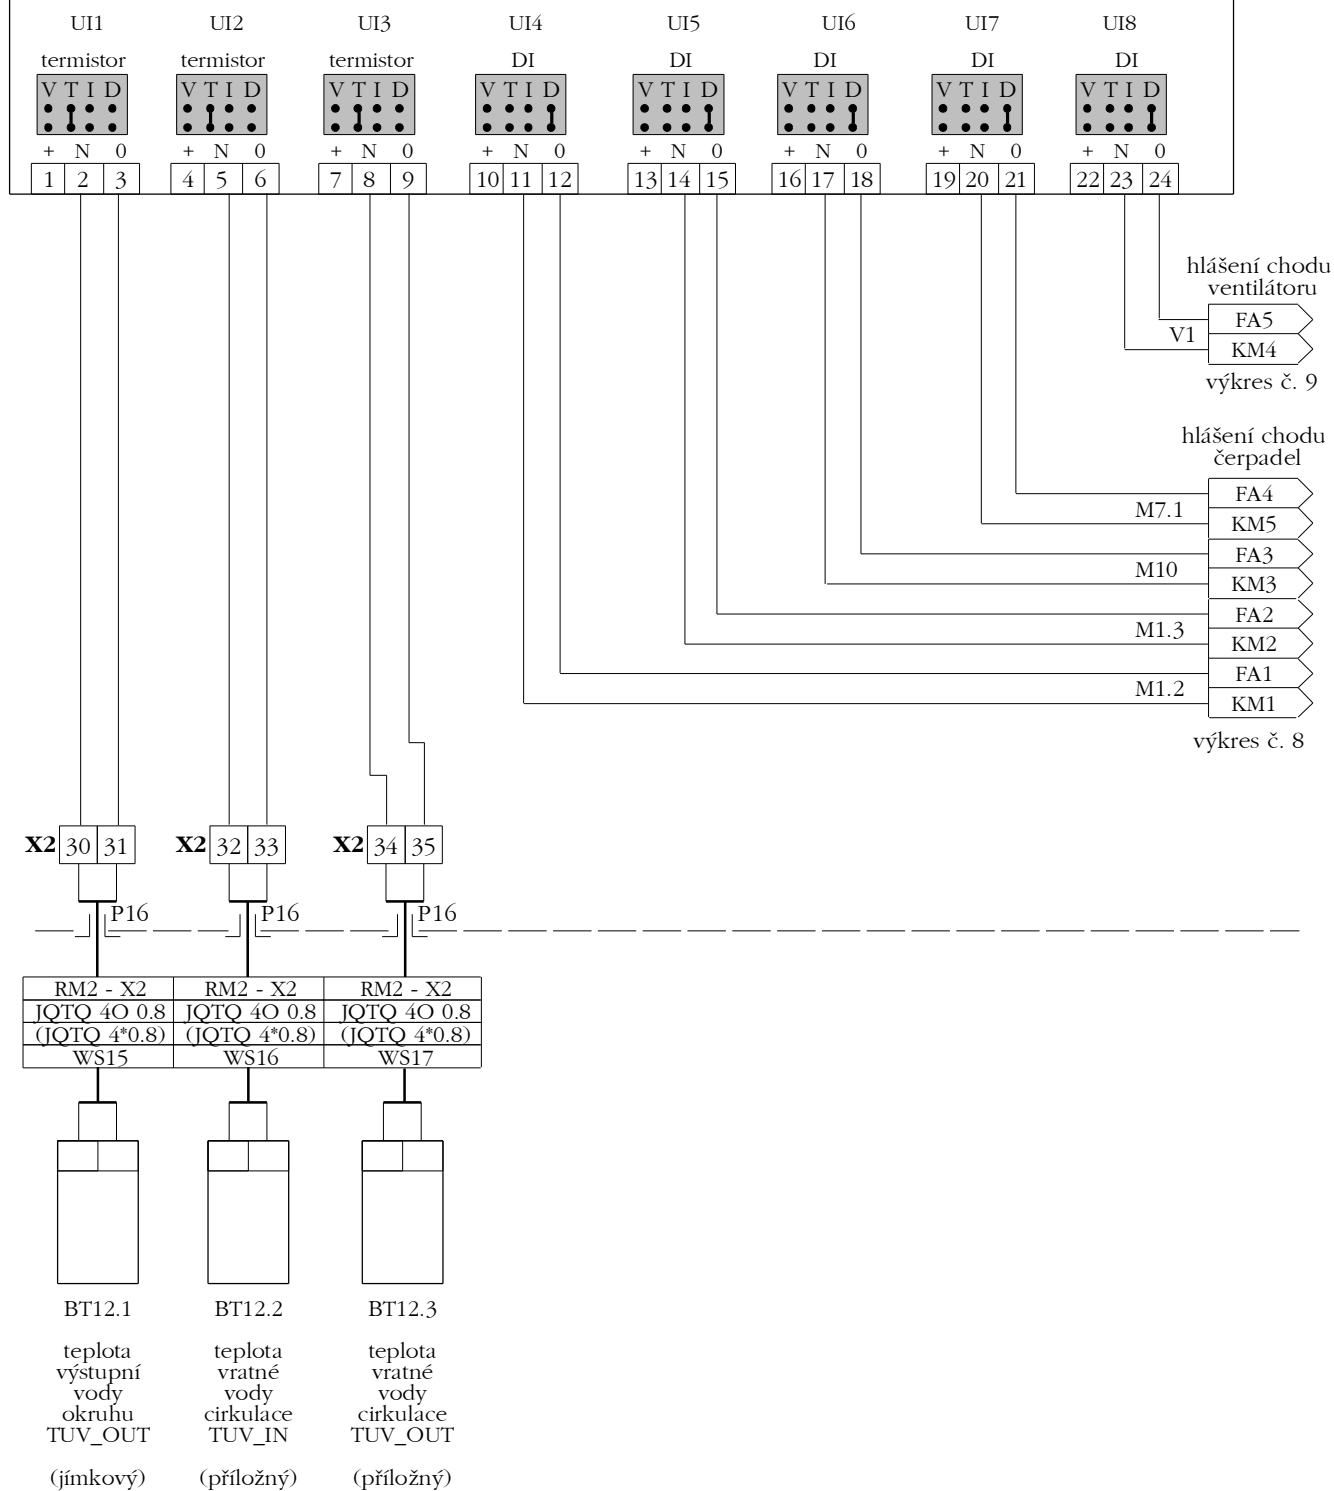 UI1 UI2 UI3 UI4 UI5 UI6 UI7 UI8
termistor termistor termistor DI DI DI DI DI
V T I D V T I D V T I D V T I D V T I D V T I D V T I D V T I D
+ N 0 + N 0 + N 0 + N 0 + N 0 + N 0 + N 0 + N 0
1 2 3 4 5 6 7 8 9 10 11 12 13 14 15 16 17 18 19 20 21 22 23 24
hlášení chodu
ventilátoru
FA5
V1
KM4
výkres č. 9
hlášení chodu
čerpadel
FA4
M7.1
KM5
FA3
M10
KM3
FA2
M1.3
KM2
FA1
M1.2
KM1
výkres č. 8
X2 30 31 X2 32 33 X2 34 35
P16 P16 P16
RM2 - X2 RM2 - X2 RM2 - X2
JQTQ 4O 0.8 JQTQ 4O 0.8 JQTQ 4O 0.8
(JQTQ 4*0.8) (JQTQ 4*0.8) (JQTQ 4*0.8)
WS15 WS16 WS17
BT12.1 BT12.2 BT12.3
teplota teplota teplota
výstupní vratné vratné
vody vody vody
okruhu cirkulace cirkulace
TUV_OUT TUV_IN TUV_OUT
(jímkový) (příložný) (příložný)